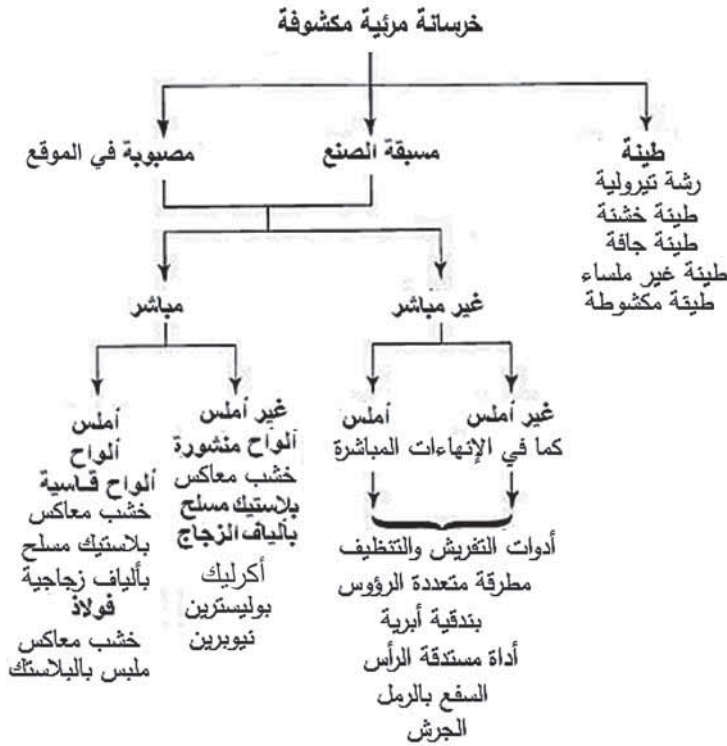 خرسانة مرئية مكشوفة
طينة
رشة تيرولية
طينة خشنة
طينة جافة
طينة غير ملساء
طينة مكشوطة
مسبقة الصنع
مصبوبة في الموقع
غير مباشر
مباشر
غير أملس
أملس
كما في الإنهاءات المباشرة
أدوات التفريش والتنظيف
مطرقة متعددة الرؤوس
بندقية أبرية
أداة مستدقة الرأس
السفع بالرمل
الجرش
غير أملس
ألواح منشورة
خشب معاكس
بلاستيك مسلح
بألياف الزجاج
أكرليك
بوليسترين
نيوبرين
أملس
ألواح
ألواح قاسية
خشب معاكس
بلاستيك مسلح
بألياف زجاجية
فولاذ
خشب معاكس
ملبس بالبلاستك